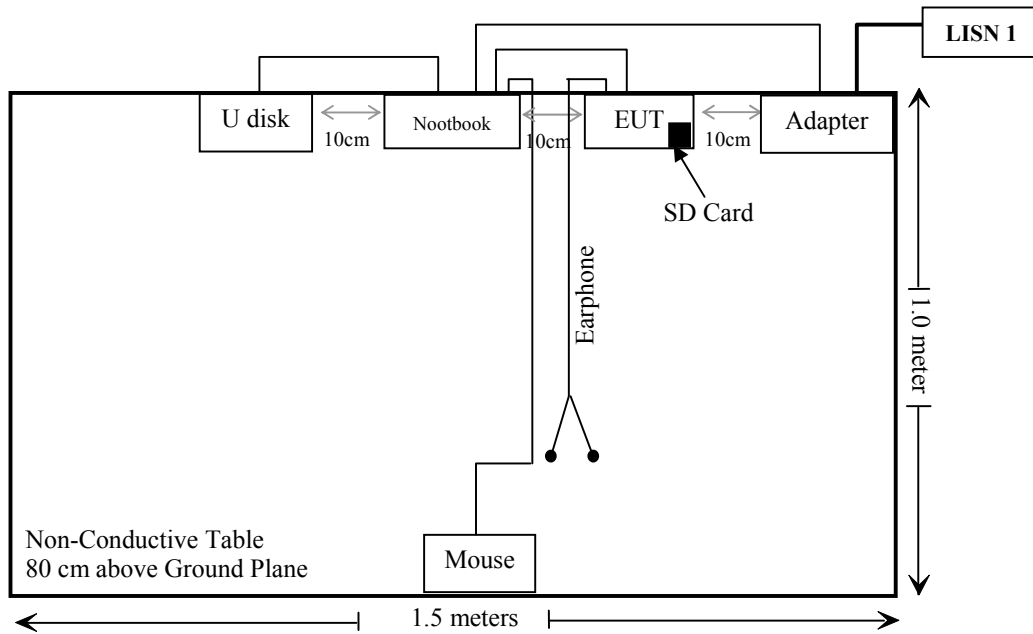 LISN 1
U disk
10cm
Nootbook
10cm
EUT
10cm
Adapter
SD Card
Earphone
1.0 meter
Non-Conductive Table
80 cm above Ground Plane
Mouse
1.5 meters